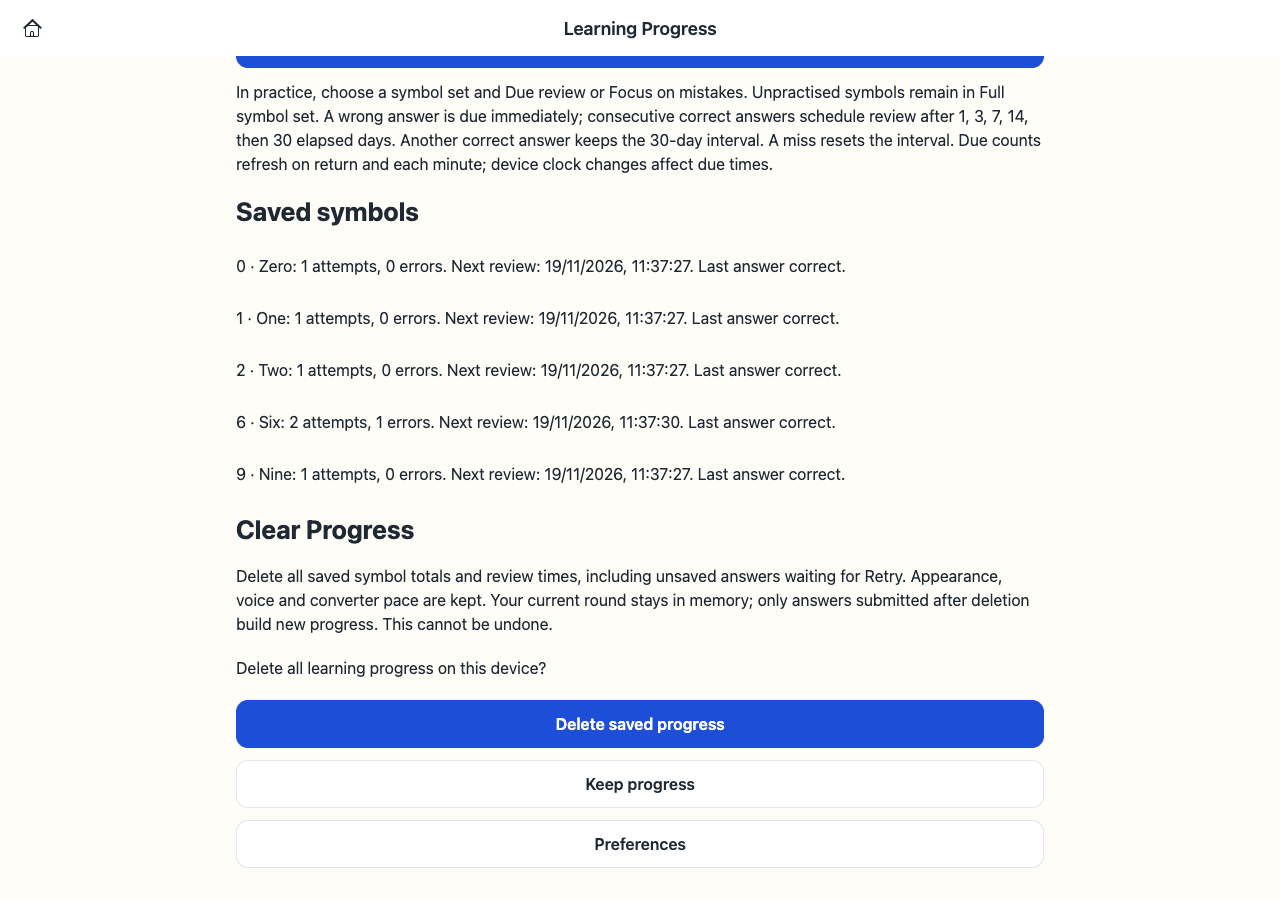 Learning Progress
In practice, choose a symbol set and Due review or Focus on mistakes. Unpractised symbols remain in Full
symbol set. A wrong answer is due immediately; consecutive correct answers schedule review after 1, 3, 7, 14,
then 30 elapsed days. Another correct answer keeps the 30-day interval. A miss resets the interval. Due counts
refresh on return and each minute; device clock changes affect due times.
Saved symbols
0 · Zero: 1 attempts, 0 errors. Next review: 19/11/2026, 11:37:27. Last answer correct.
1 · One: 1 attempts, 0 errors. Next review: 19/11/2026, 11:37:27. Last answer correct.
2 · Two: 1 attempts, 0 errors. Next review: 19/11/2026, 11:37:27. Last answer correct.
6 · Six: 2 attempts, 1 errors. Next review: 19/11/2026, 11:37:30. Last answer correct.
9 · Nine: 1 attempts, 0 errors. Next review: 19/11/2026, 11:37:27. Last answer correct.
Clear Progress
Delete all saved symbol totals and review times, including unsaved answers waiting for Retry. Appearance,
voice and converter pace are kept. Your current round stays in memory; only answers submitted after deletion
build new progress. This cannot be undone.
Delete all learning progress on this device?
Delete saved progress
Keep progress
Preferences